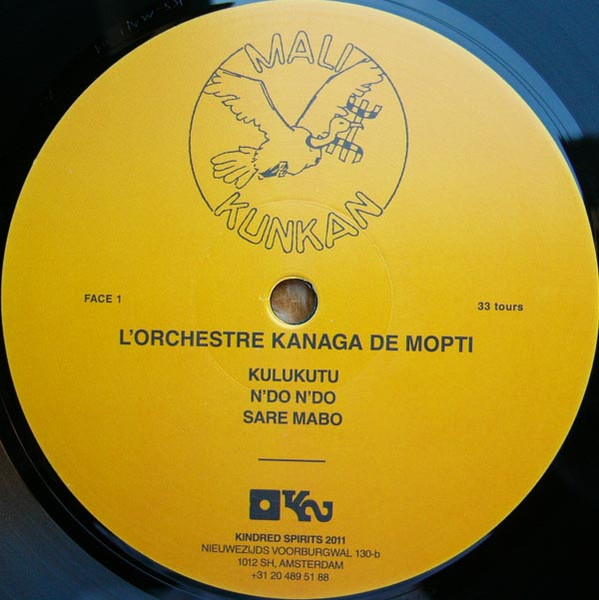 MALI
KUNKAN
FACE 1
33 tours
L'ORCHESTRE KANAGA DE MOPTI
KULUKUTU
N'DO N'DO
SARE MABO
KINDRED SPIRITS 2011
NIEUWEZIJDS VOORBURGWAL 130-b
1012 SH, AMSTERDAM
+31 20 489 51 88